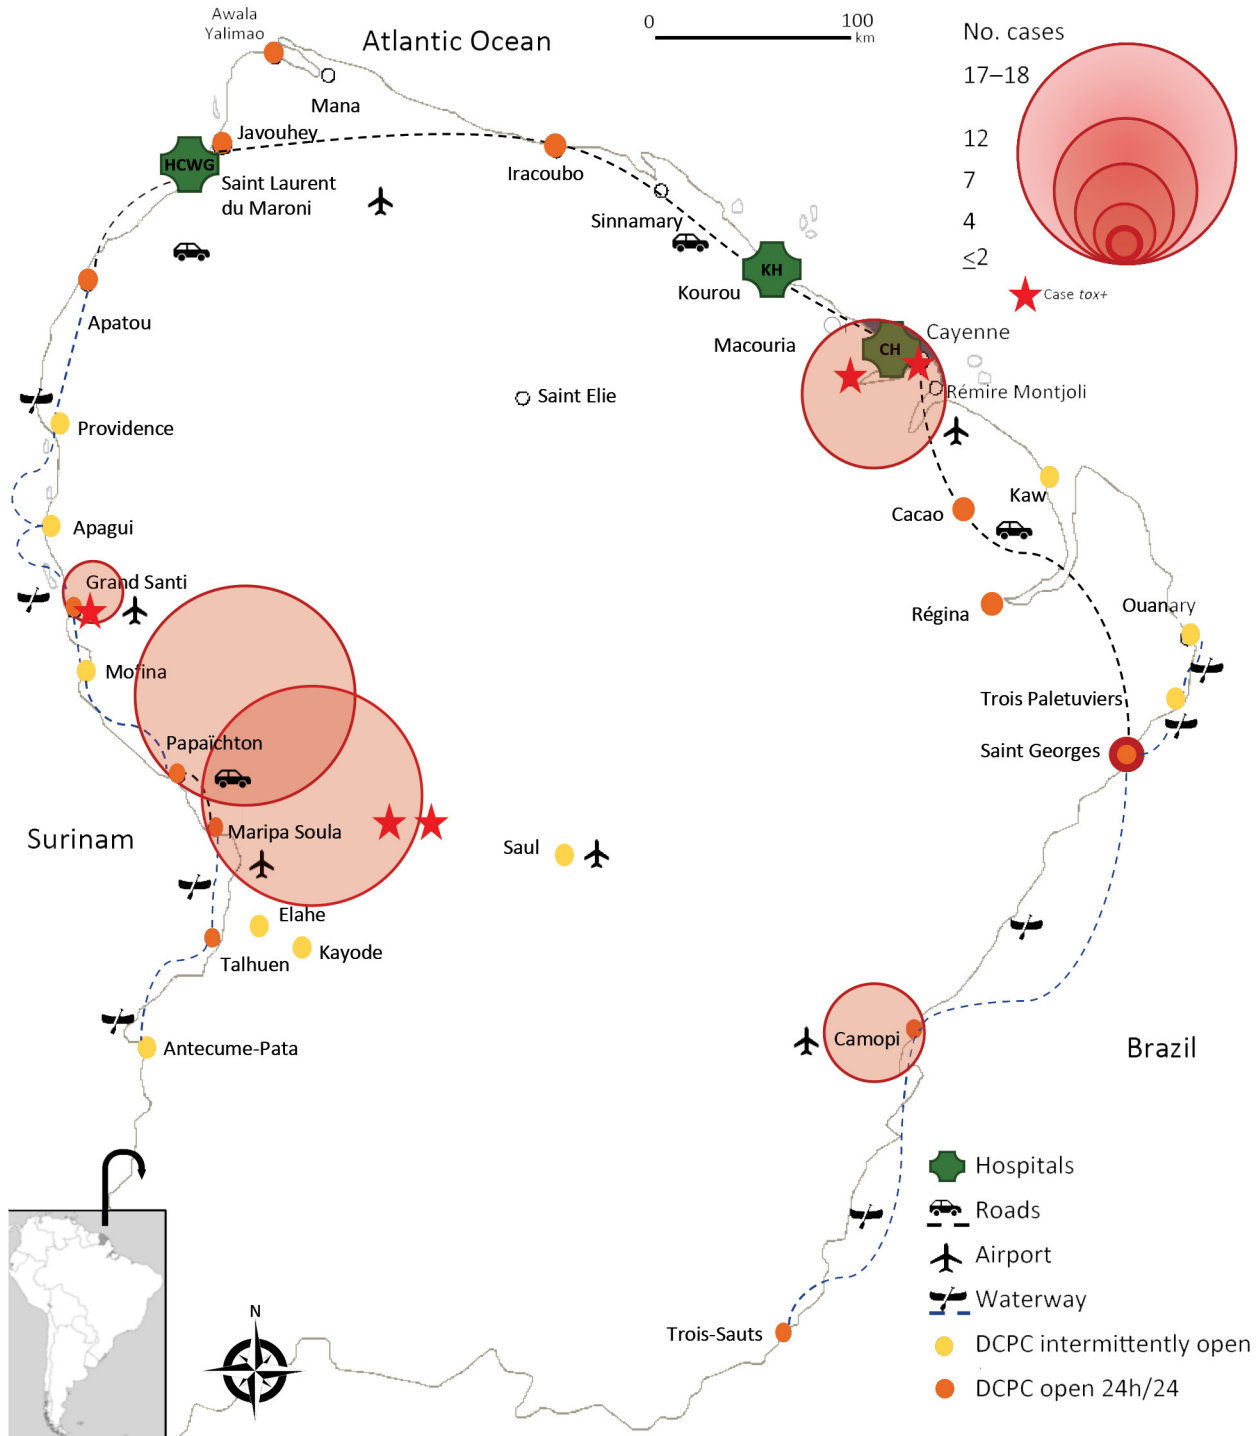 Awala
Yalimao
Atlantic Ocean
0
100
km
No. cases
17–18
12
7
4
≤2
Case tox+
Mana
Javouhey
HCWG
Saint Laurent
du Maroni
Iracoubo
Sinnamary
KH
Kourou
Macouria
CH
Cayenne
Rémire Montjoli
Apatou
Saint Elie
Providence
Kaw
Cacao
Apagui
Grand Santi
Régina
Ouanary
Mofina
Trois Paletuviers
Papaïchton
Saint Georges
Surinam
Maripa Soula
Saul
Elahe
Kayode
Talhuen
Camopi
Antecume-Pata
Brazil
Trois-Sauts
N
Hospitals
Roads
Airport
Waterway
DCPC intermittently open
DCPC open 24h/24